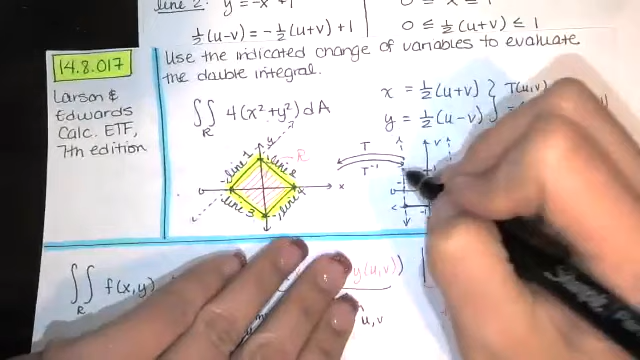 line 2: y = -x + 1
0 ≤ x ≤ 1
½(u-v) = -½(u+v) + 1
0 ≤ ½(u+v) ≤ 1
14.8.017
Use the indicated change of variables to evaluate
the double integral.
Larson &
Edwards
Calc. ETF,
7th edition
∬
R
4(x²+y²) dA
x = ½(u+v)
y = ½(u-v)
T(u,v)
y
R
line 1
line 2
line 3
x
T
T⁻¹
v
-1
∬
R
f(x,y)
y(u,v))
u,v
Sharpie